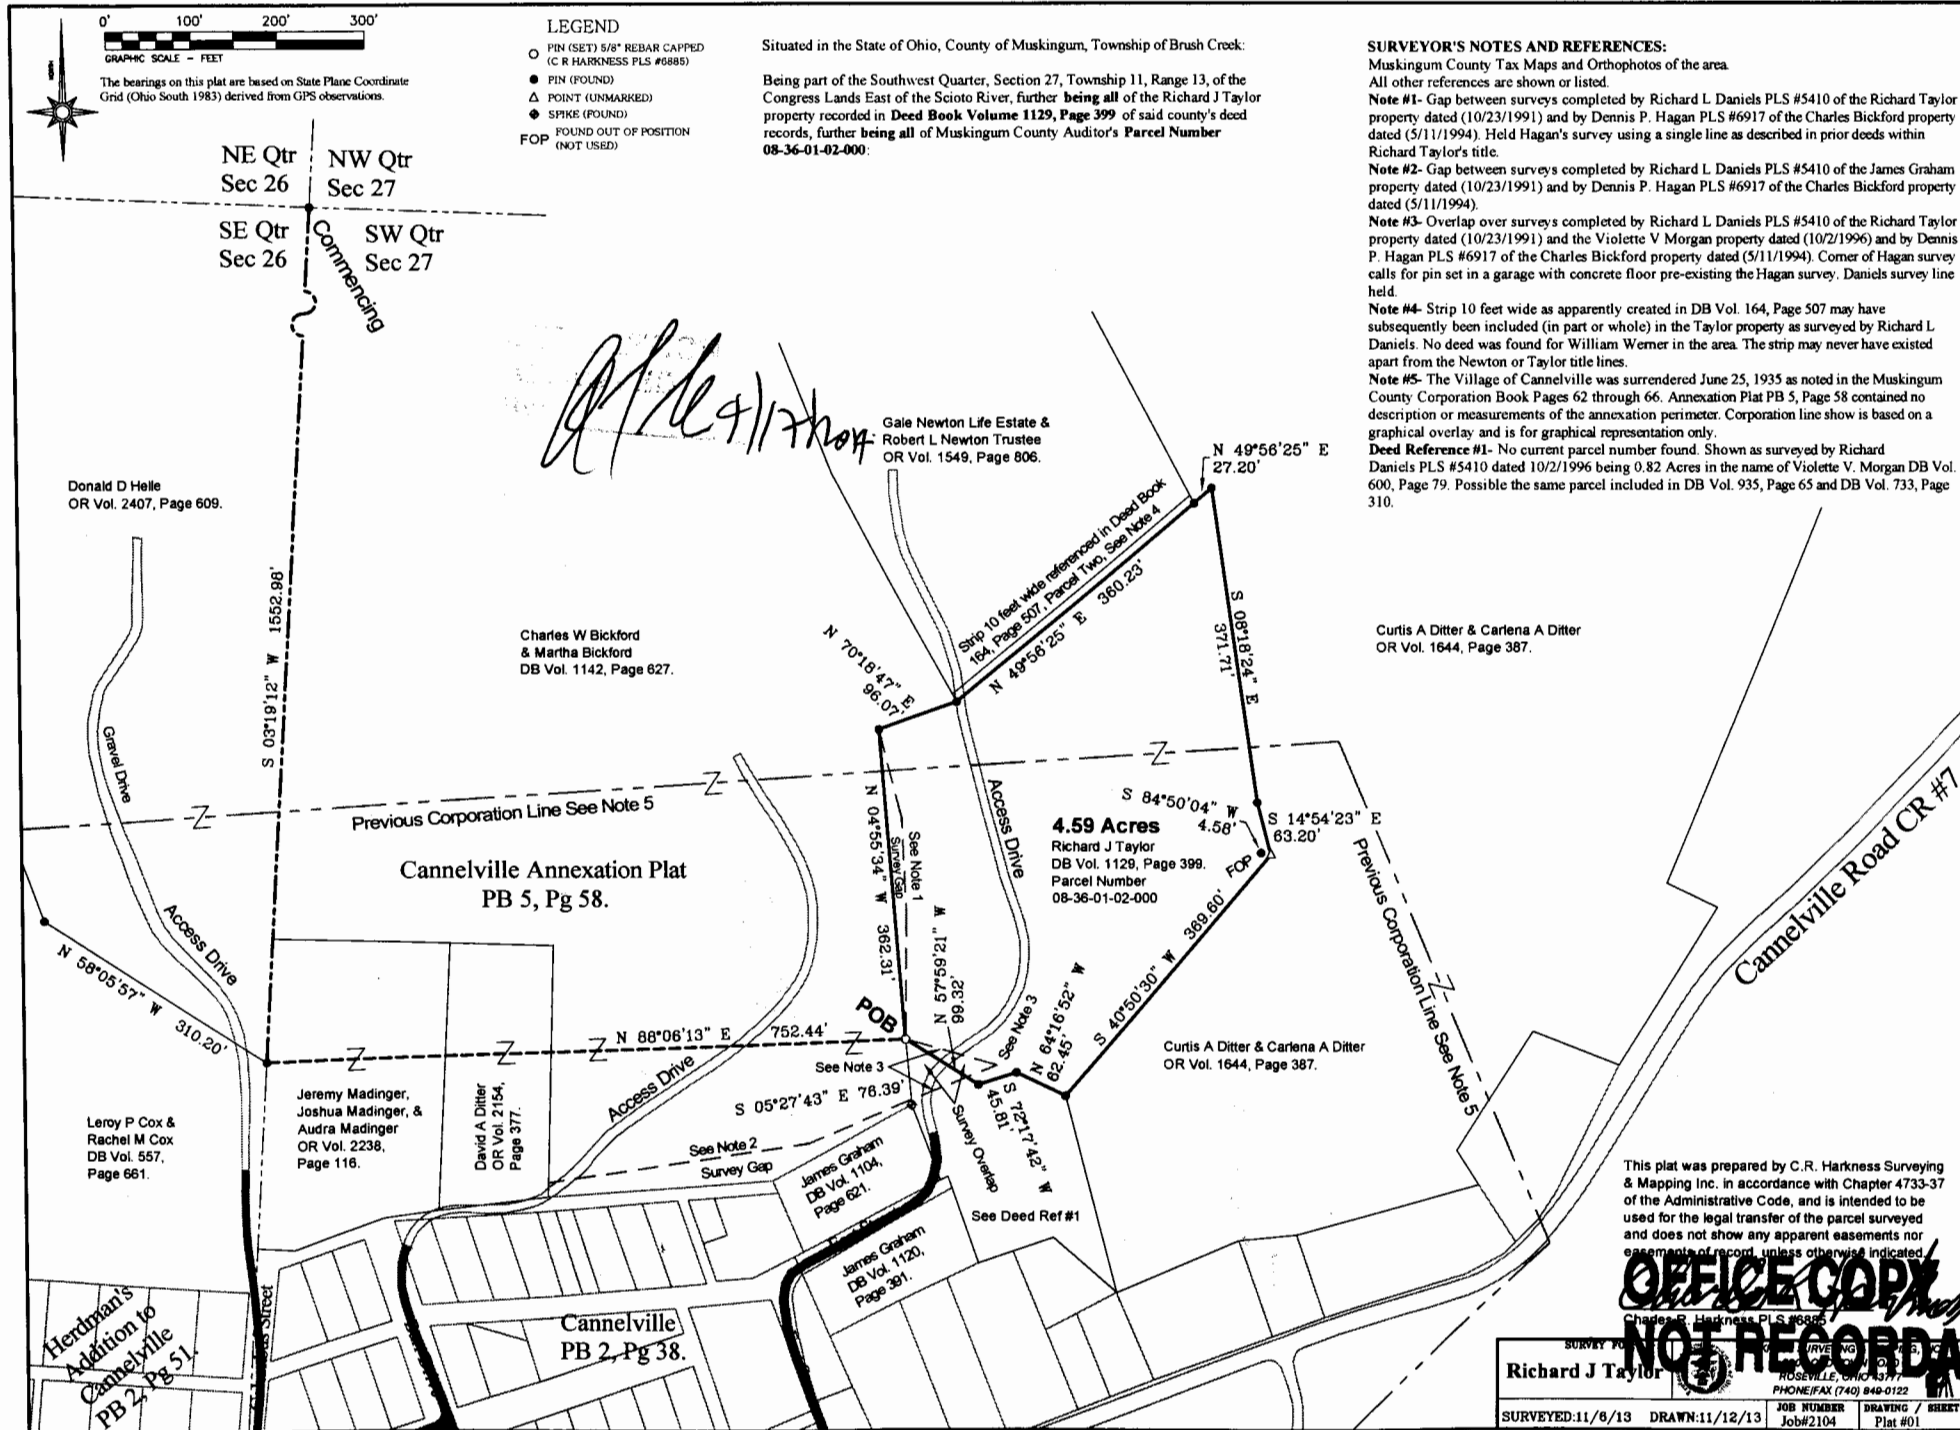 0' 100' 200' 300'
GRAPHIC SCALE - FEET
NORTH
The bearings on this plat are based on State Plane Coordinate
Grid (Ohio South 1983) derived from GPS observations.
LEGEND
PIN (SET) 5/8" REBAR CAPPED
(C R HARKNESS PLS #6885)
PIN (FOUND)
POINT (UNMARKED)
SPIKE (FOUND)
FOP FOUND OUT OF POSITION
(NOT USED)
Situated in the State of Ohio, County of Muskingum, Township of Brush Creek:
Being part of the Southwest Quarter, Section 27, Township 11, Range 13, of the
Congress Lands East of the Scioto River, further being all of the Richard J Taylor
property recorded in Deed Book Volume 1129, Page 399 of said county's deed
records, further being all of Muskingum County Auditor's Parcel Number
08-36-01-02-000:
SURVEYOR'S NOTES AND REFERENCES:
Muskingum County Tax Maps and Orthophotos of the area.
All other references are shown or listed.
Note #1- Gap between surveys completed by Richard L Daniels PLS #5410 of the Richard Taylor
property dated (10/23/1991) and by Dennis P. Hagan PLS #6917 of the Charles Bickford property
dated (5/11/1994). Held Hagan's survey using a single line as described in prior deeds within
Richard Taylor's title.
Note #2- Gap between surveys completed by Richard L Daniels PLS #5410 of the James Graham
property dated (10/23/1991) and by Dennis P. Hagan PLS #6917 of the Charles Bickford property
dated (5/11/1994).
Note #3- Overlap over surveys completed by Richard L Daniels PLS #5410 of the Richard Taylor
property dated (10/23/1991) and the Violette V Morgan property dated (10/2/1996) and by Dennis
P. Hagan PLS #6917 of the Charles Bickford property dated (5/11/1994). Corner of Hagan survey
calls for pin set in a garage with concrete floor pre-existing the Hagan survey. Daniels survey line
held.
Note #4- Strip 10 feet wide as apparently created in DB Vol. 164, Page 507 may have
subsequently been included (in part or whole) in the Taylor property as surveyed by Richard L
Daniels. No deed was found for William Werner in the area. The strip may never have existed
apart from the Newton or Taylor title lines.
Note #5- The Village of Cannelville was surrendered June 25, 1935 as noted in the Muskingum
County Corporation Book Pages 62 through 66. Annexation Plat PB 5, Page 58 contained no
description or measurements of the annexation perimeter. Corporation line show is based on a
graphical overlay and is for graphical representation only.
Deed Reference #1- No current parcel number found. Shown as surveyed by Richard
Daniels PLS #5410 dated 10/2/1996 being 0.82 Acres in the name of Violette V. Morgan DB Vol.
600, Page 79. Possible the same parcel included in DB Vol. 935, Page 65 and DB Vol. 733, Page
310.
NE Qtr
Sec 26
NW Qtr
Sec 27
SE Qtr
Sec 26
SW Qtr
Sec 27
Commencing
Donald D Helle
OR Vol. 2407, Page 609.
Gale Newton Life Estate &
Robert L Newton Trustee
OR Vol. 1549, Page 806.
N 49°56'25" E
27.20'
Strip 10 feet wide referenced in Deed Book
164, Page 507, Parcel Two, See Note 4
N 49°56'25" E 360.23'
S 03°19'12" W 1552.98'
Charles W Bickford
& Martha Bickford
DB Vol. 1142, Page 627.
N 70°18'47" E
96.07'
S 08°18'24" E
371.71'
Curtis A Ditter & Carlena A Ditter
OR Vol. 1644, Page 387.
Gravel Drive
Previous Corporation Line See Note 5
Cannelville Annexation Plat
PB 5, Pg 58.
N 04°55'34" W 362.31'
See Note 1
Survey Gap
Access Drive
S 84°50'04" W
4.58'
S 14°54'23" E
63.20'
4.59 Acres
Richard J Taylor
DB Vol. 1129, Page 399.
Parcel Number
08-36-01-02-000
FOP
Previous Corporation Line See Note 5
Cannelville Road CR #7
Access Drive
N 58°05'57" W 310.20'
N 57°59'21" W
99.32'
S 40°50'30" W 369.60'
POB
N 88°06'13" E 752.44'
See Note 3
See Note 3
N 64°16'52" W
62.45'
Curtis A Ditter & Carlena A Ditter
OR Vol. 1644, Page 387.
Access Drive
S 05°27'43" E 76.39'
S 72°17'42" W
45.81'
Survey Overlap
Leroy P Cox &
Rachel M Cox
DB Vol. 557,
Page 661.
Jeremy Madinger,
Joshua Madinger, &
Audra Madinger
OR Vol. 2238,
Page 116.
David A Ditter
OR Vol. 2154,
Page 377.
See Note 2
Survey Gap
James Graham
DB Vol. 1104,
Page 621.
See Deed Ref #1
James Graham
DB Vol. 1120,
Page 391.
Herdman's
Addition to
Cannelville
PB 2, Pg 51.
Street
Cannelville
PB 2, Pg 38.
This plat was prepared by C.R. Harkness Surveying
& Mapping Inc. in accordance with Chapter 4733-37
of the Administrative Code, and is intended to be
used for the legal transfer of the parcel surveyed
and does not show any apparent easements nor
easements of record, unless otherwise indicated.
OFFICE COPY
Charles R. Harkness PLS #6885
NOT RECORDA
SURVEY FO
Richard J Taylor
ROSEVILLE, OHIO 43777
PHONE/FAX (740) 849-0122
SURVEYED:11/6/13 DRAWN:11/12/13
JOB NUMBER
Job#2104
DRAWING / SHEET
Plat #01